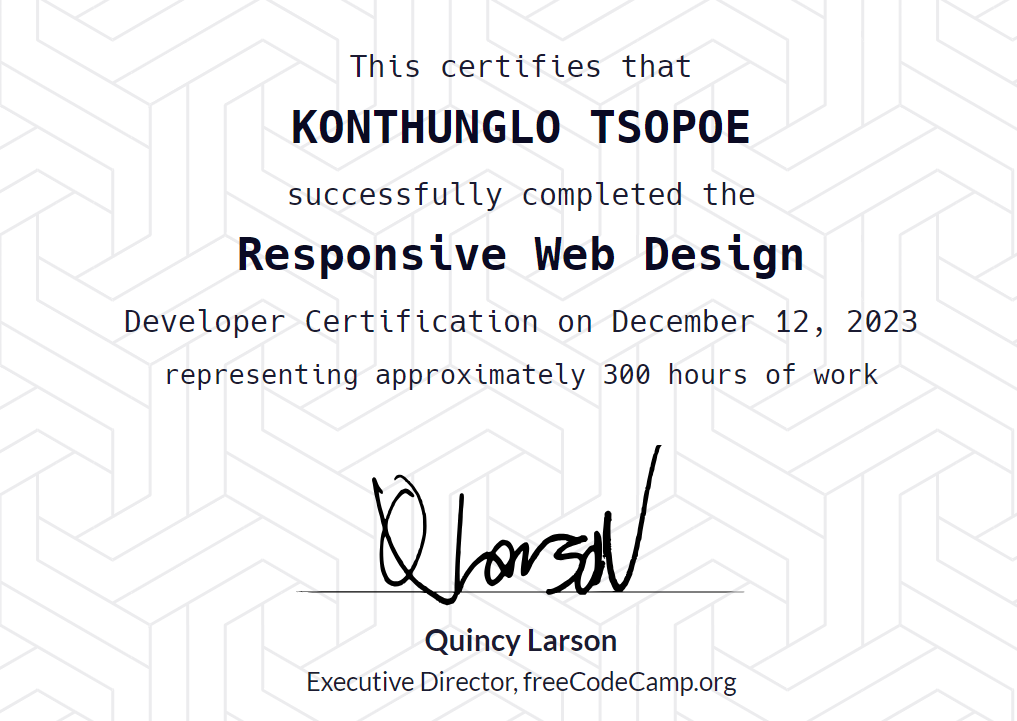 This certifies that
KONTHUNGLO TSOPOE
successfully completed the
Responsive Web Design
Developer Certification on December 12, 2023
representing approximately 300 hours of work
Q Larson
Quincy Larson
Executive Director, freeCodeCamp.org